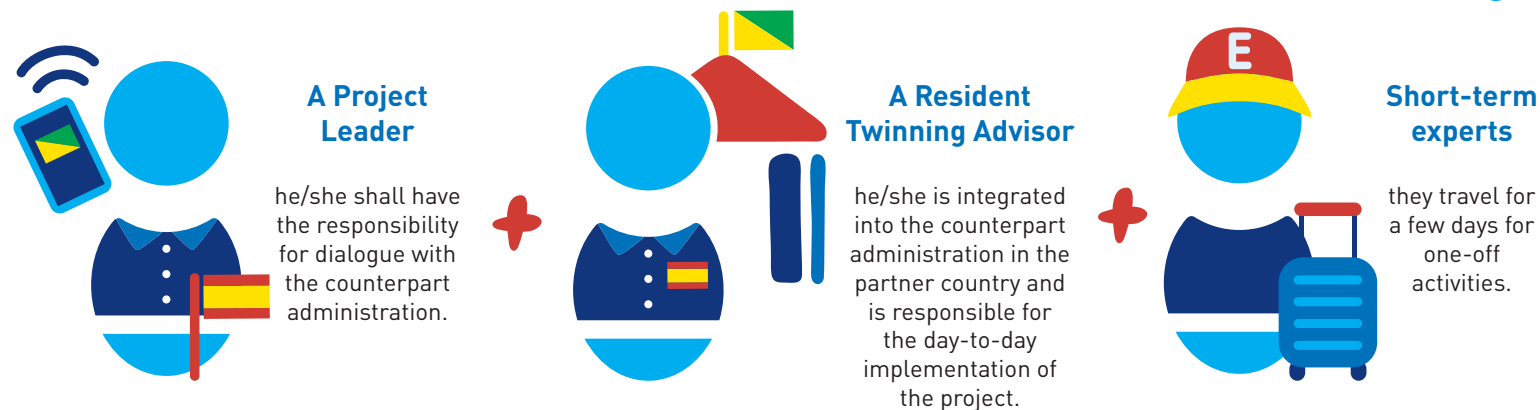 A Project
Leader
he/she shall have
the responsibility
for dialogue with
the counterpart
administration.
A Resident
Twinning Advisor
he/she is integrated
into the counterpart
administration in the
partner country and
is responsible for
the day-to-day
implementation of
the project.
E
Short-term
experts
they travel for
a few days for
one-off
activities.